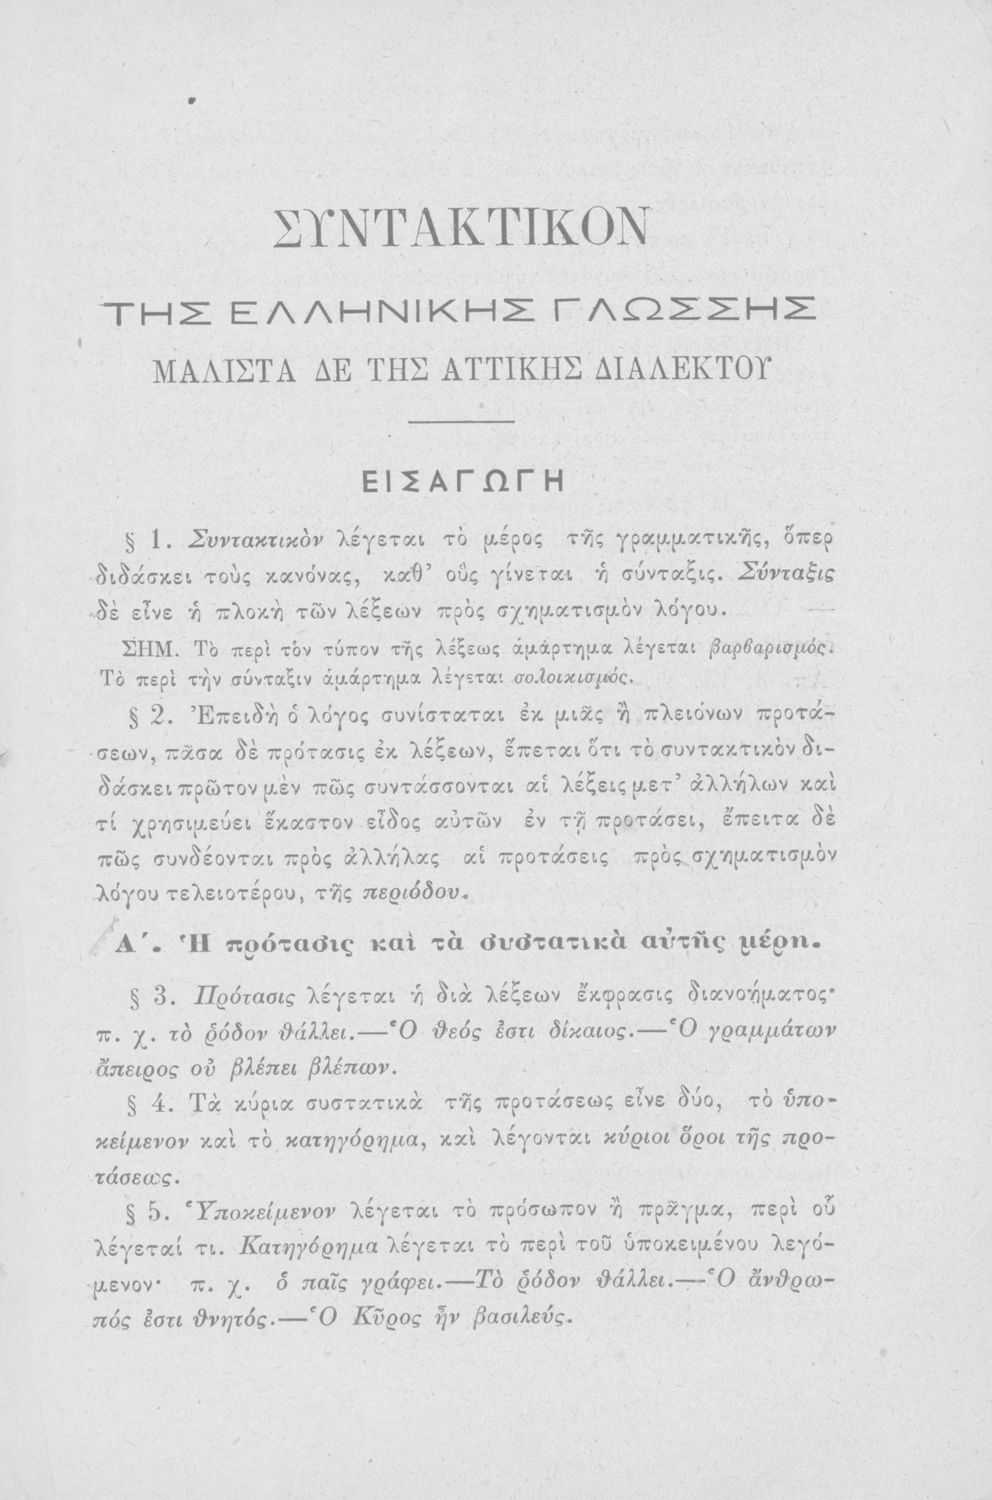 ΣΥΝΤΑΚΤΙΚΟΝ
ΤΗΣ ΕΛΛΗΝΙΚΗΣ ΓΛΩΣΣΗΣ
ΜΑΛΙΣΤΑ ΔΕ ΤΗΣ ΑΤΤΙΚΗΣ ΔΙΑΛΕΚΤΟΥ
ΕΙΣΑΓΩΓΗ
§ 1. Συντακτικὸν λέγεται τὸ μέρος τῆς γραμματικῆς, ὅπερ
διδάσκει τοὺς κανόνας, καθ’ οὓς γίνεται ἡ σύνταξις. Σύνταξις
δὲ εἶνε ἡ πλοκὴ τῶν λέξεων πρὸς σχηματισμὸν λόγου.
ΣΗΜ. Τὸ περὶ τὸν τύπον τῆς λέξεως ἁμάρτημα λέγεται βαρβαρισμός.
Τὸ περὶ τὴν σύνταξιν ἁμάρτημα λέγεται σολοικισμός.
§ 2. Ἐπειδὴ ὁ λόγος συνίσταται ἐκ μιᾶς ἢ πλειόνων προτά-
σεων, πᾶσα δὲ πρότασις ἐκ λέξεων, ἕπεται ὅτι τὸ συντακτικὸν δι-
δάσκει πρῶτον μὲν πῶς συντάσσονται αἱ λέξεις μετ’ ἀλλήλων καὶ
τί χρησιμεύει ἕκαστον εἶδος αὐτῶν ἐν τῇ προτάσει, ἔπειτα δὲ
πῶς συνδέονται πρὸς ἀλλήλας αἱ προτάσεις πρὸς σχηματισμὸν
λόγου τελειοτέρου, τῆς περιόδου.
Α΄. Ἡ πρότασις καὶ τὰ συστατικὰ αὐτῆς μέρη.
§ 3. Πρότασις λέγεται ἡ διὰ λέξεων ἔκφρασις διανοήματος·
π. χ. τὸ ῥόδον θάλλει.—Ὁ θεός ἐστι δίκαιος.—Ὁ γραμμάτων
ἄπειρος οὐ βλέπει βλέπων.
§ 4. Τὰ κύρια συστατικὰ τῆς προτάσεως εἶνε δύο, τὸ ὑπο-
κείμενον καὶ τὸ κατηγόρημα, καὶ λέγονται κύριοι ὅροι τῆς προ-
τάσεως.
§ 5. Ὑποκείμενον λέγεται τὸ πρόσωπον ἢ πρᾶγμα, περὶ οὗ
λέγεταί τι. Κατηγόρημα λέγεται τὸ περὶ τοῦ ὑποκειμένου λεγό-
μενον· π. χ. ὁ παῖς γράφει.—Τὸ ῥόδον θάλλει.—Ὁ ἄνθρω-
πός ἐστι θνητός.—Ὁ Κῦρος ἦν βασιλεύς.